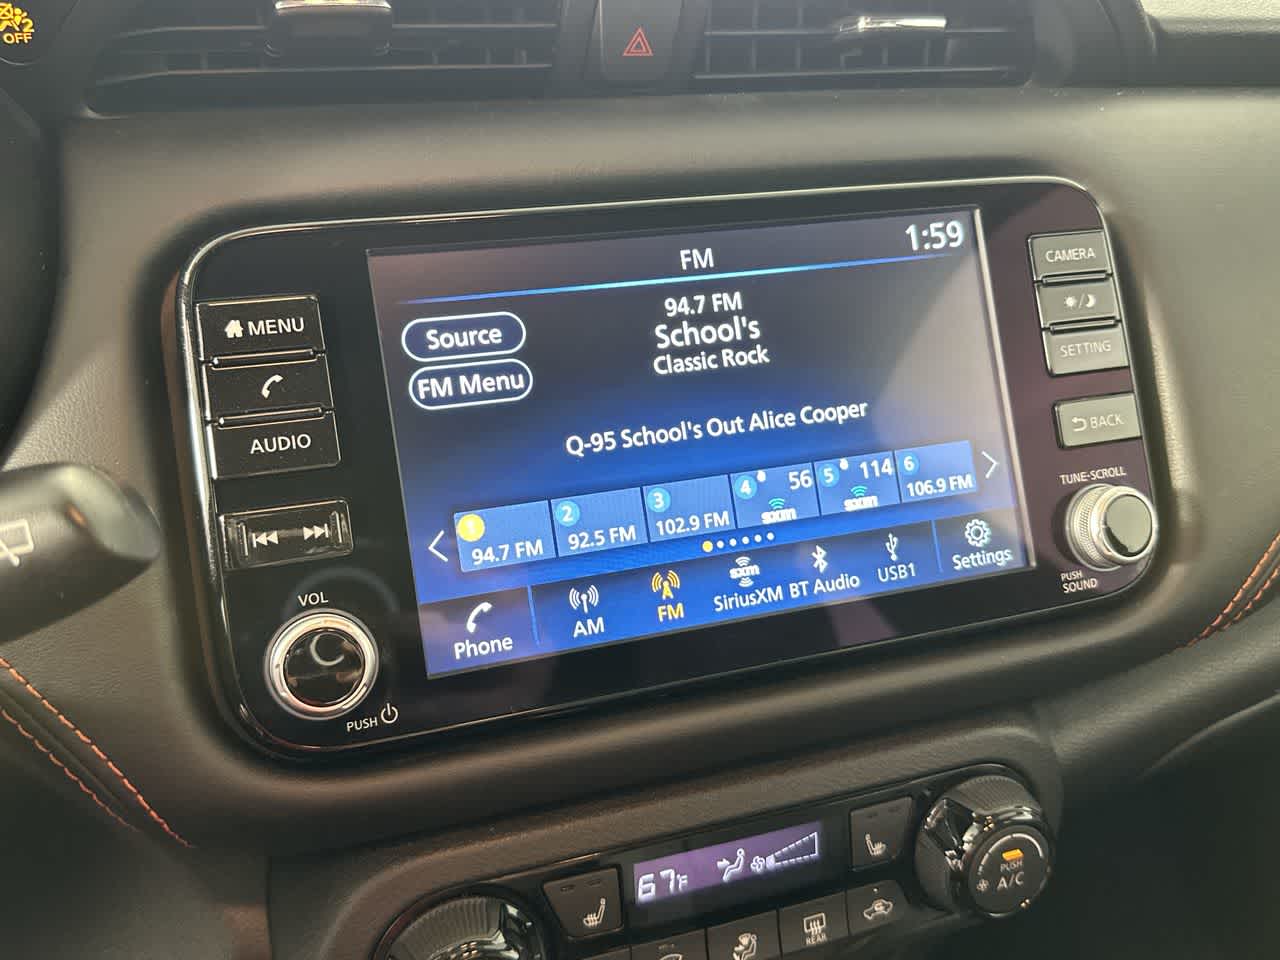 2
OFF
MENU
AUDIO
VOL
PUSH
FM
1:59
94.7 FM
School's
Classic Rock
Source
FM Menu
Q-95 School's Out Alice Cooper
1
94.7 FM
2
92.5 FM
3
102.9 FM
4
56
sxm
5
114
sxm
6
106.9 FM
Phone
AM
FM
sxm
SiriusXM
BT Audio
USB1
Settings
CAMERA
SETTING
BACK
TUNE·SCROLL
PUSH
SOUND
67°F
REAR
PUSH
A/C